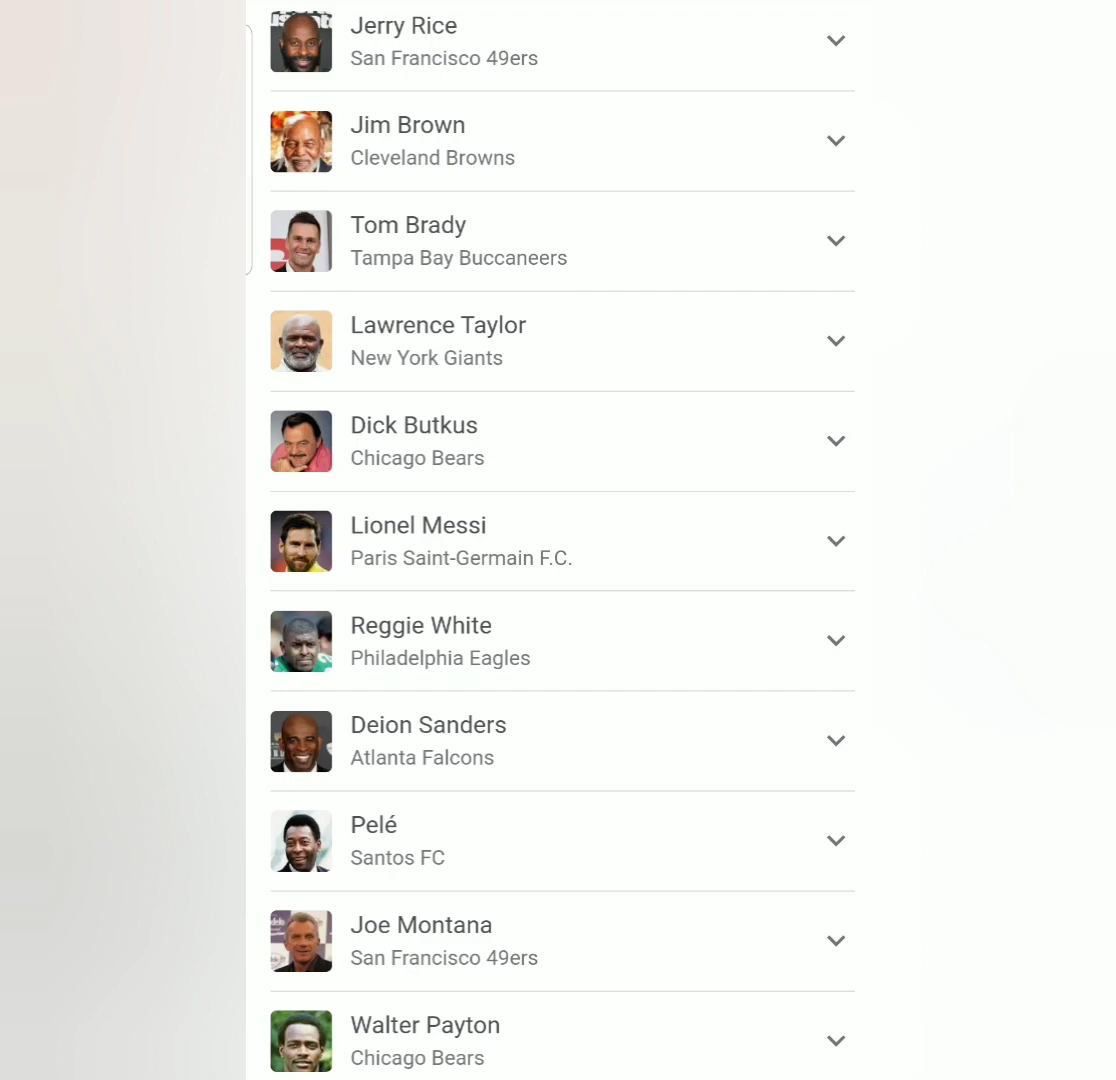 Jerry Rice
San Francisco 49ers
Jim Brown
Cleveland Browns
Tom Brady
Tampa Bay Buccaneers
Lawrence Taylor
New York Giants
Dick Butkus
Chicago Bears
Lionel Messi
Paris Saint-Germain F.C.
Reggie White
Philadelphia Eagles
Deion Sanders
Atlanta Falcons
Pelé
Santos FC
Joe Montana
San Francisco 49ers
Walter Payton
Chicago Bears